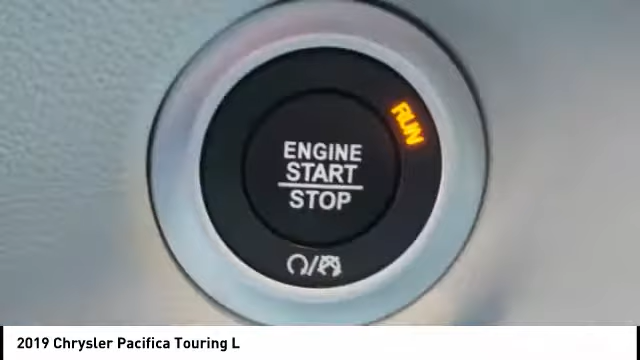 RUN
ENGINE
START
STOP
2019 Chrysler Pacifica Touring L